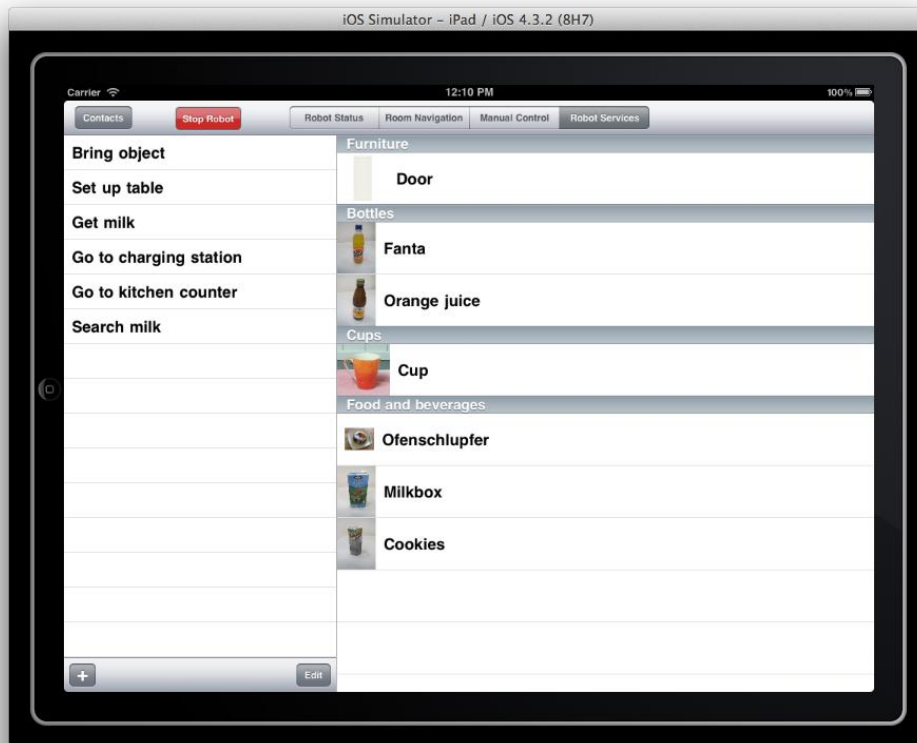 iOS Simulator – iPad / iOS 4.3.2 (8H7)
Carrier 12:10 PM 100%
Contacts Stop Robot Robot Status Room Navigation Manual Control Robot Services
Bring object
Set up table
Get milk
Go to charging station
Go to kitchen counter
Search milk
+ Edit
Furniture
Door
Bottles
Fanta
Orange juice
Cups
Cup
Food and beverages
Ofenschlupfer
Milkbox
Cookies